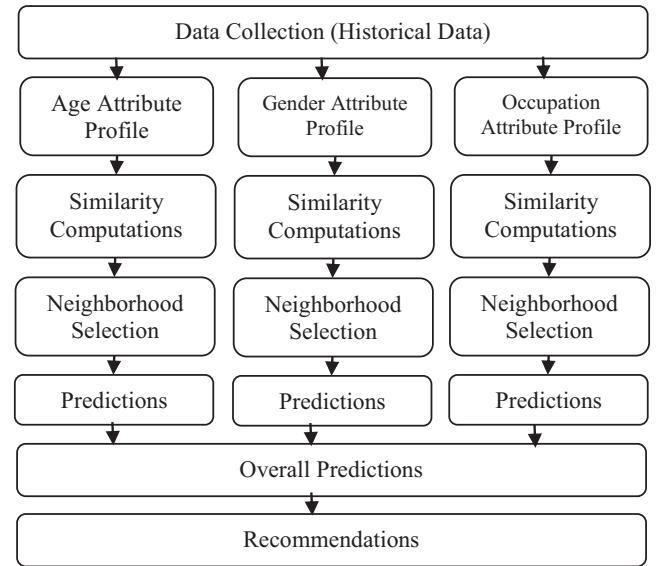 Data Collection (Historical Data)
Age Attribute
Profile
Gender Attribute
Profile
Occupation
Attribute Profile
Similarity
Computations
Similarity
Computations
Similarity
Computations
Neighborhood
Selection
Neighborhood
Selection
Neighborhood
Selection
Predictions
Predictions
Predictions
Overall Predictions
Recommendations